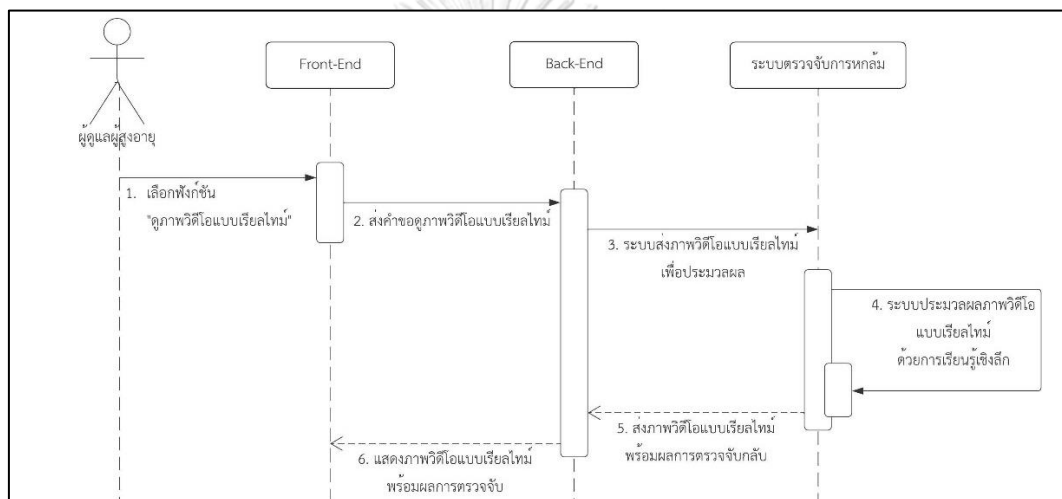 Front-End
Back-End
ระบบตรวจจับการหกล้ม
ผู้ดูแลผู้สูงอายุ
1. เลือกฟังก์ชัน
"ดูภาพวิดีโอแบบเรียลไทม์"
2. ส่งคำขอดูภาพวิดีโอแบบเรียลไทม์
3. ระบบส่งภาพวิดีโอแบบเรียลไทม์
เพื่อประมวลผล
4. ระบบประมวลผลภาพวิดีโอ
แบบเรียลไทม์
ด้วยการเรียนรู้เชิงลึก
5. ส่งภาพวิดีโอแบบเรียลไทม์
พร้อมผลการตรวจจับกลับ
6. แสดงภาพวิดีโอแบบเรียลไทม์
พร้อมผลการตรวจจับ